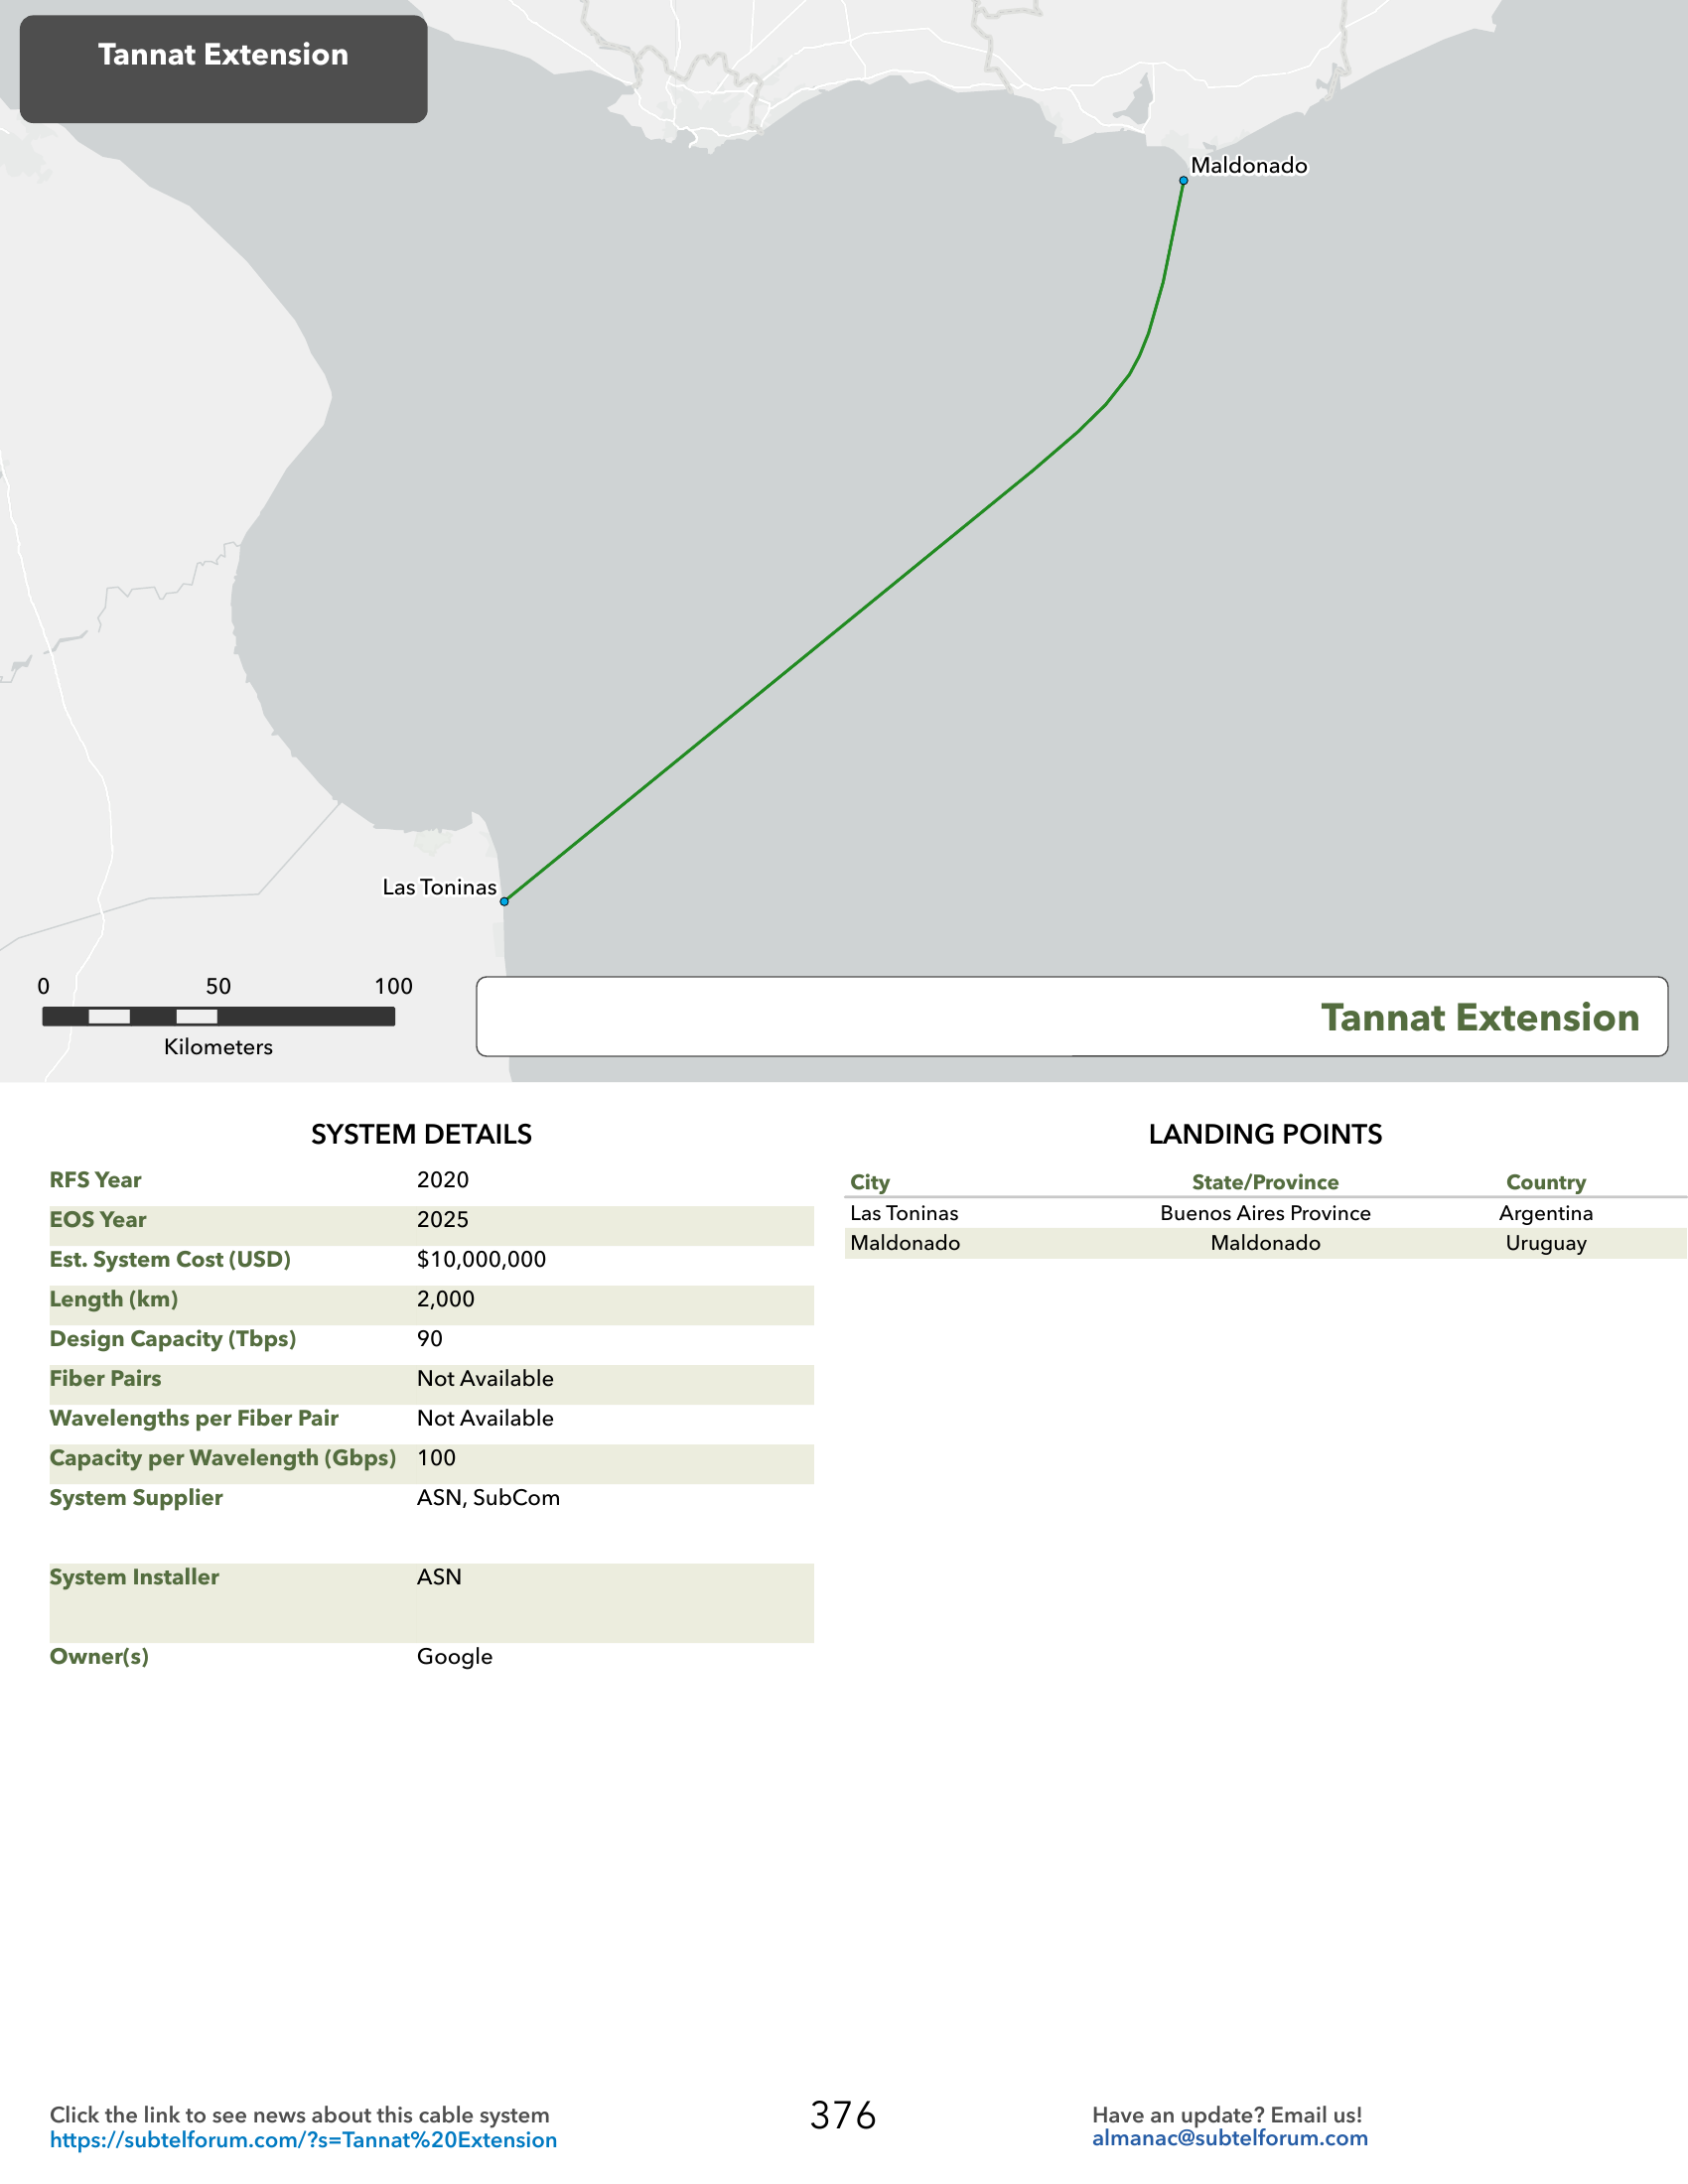 Tannat Extension
Maldonado
Las Toninas
0 50 100
Kilometers
Tannat Extension
SYSTEM DETAILS
RFS Year 2020
EOS Year 2025
Est. System Cost (USD) $10,000,000
Length (km) 2,000
Design Capacity (Tbps) 90
Fiber Pairs Not Available
Wavelengths per Fiber Pair Not Available
Capacity per Wavelength (Gbps) 100
System Supplier ASN, SubCom
System Installer ASN
Owner(s) Google
LANDING POINTS
City State/Province Country
Las Toninas Buenos Aires Province Argentina
Maldonado Maldonado Uruguay
Click the link to see news about this cable system
https://subtelforum.com/?s=Tannat%20Extension
376
Have an update? Email us!
almanac@subtelforum.com